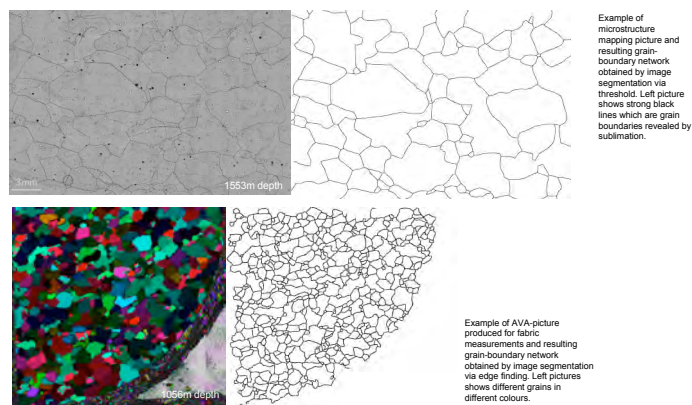 Example of
microstructure
mapping picture and
resulting grain-
boundary network
obtained by image
segmentation via
threshold. Left picture
shows strong black
lines which are grain
boundaries revealed by
sublimation.
3mm
1553m depth
Example of AVA-picture
produced for fabric
measurements and resulting
grain-boundary network
obtained by image segmentation
via edge finding. Left pictures
shows different grains in
different colours.
1056m depth